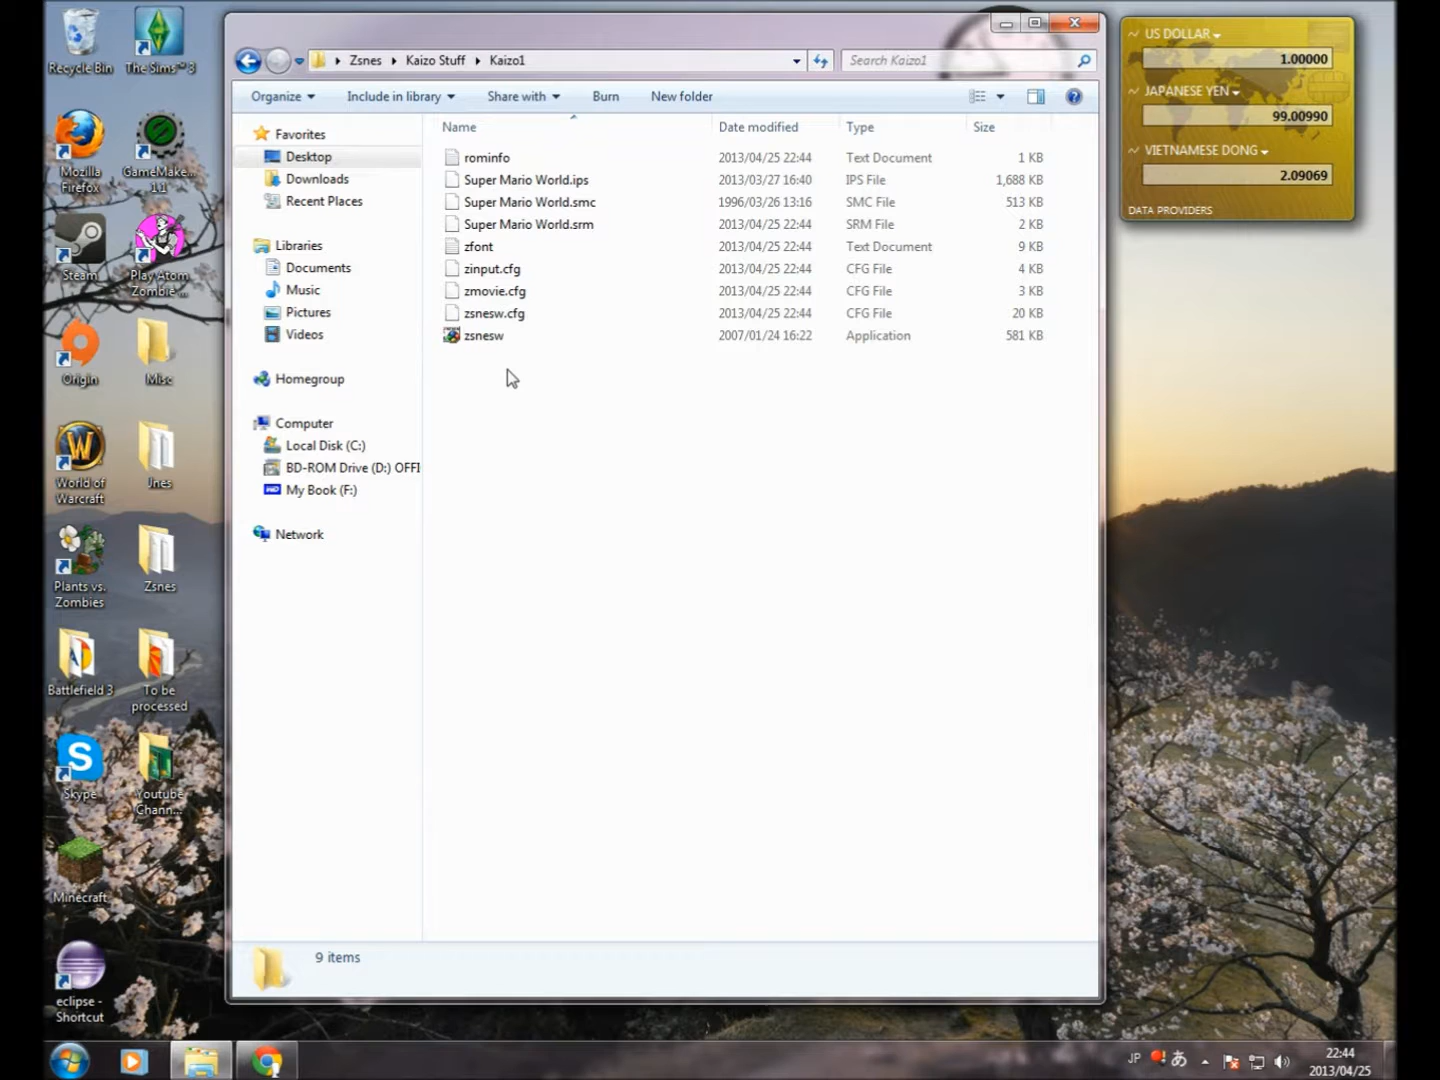 Recycle Bin
The Sims™ 3
Mozilla Firefox
GameMake... 8.1
Steam
Play Atom Zombie ...
Origin
Misc
World of Warcraft
Jnes
Plants vs. Zombies
Zsnes
Battlefield 3
To be processed
Skype
Youtube Chann...
Minecraft
eclipse - Shortcut
Zsnes
Kaizo Stuff
Kaizo1
Search Kaizo1
Organize
Include in library
Share with
Burn
New folder
Favorites
Desktop
Downloads
Recent Places
Libraries
Documents
Music
Pictures
Videos
Homegroup
Computer
Local Disk (C:)
BD-ROM Drive (D:) OFFI
My Book (F:)
Network
Name Date modified Type Size
rominfo 2013/04/25 22:44 Text Document 1 KB
Super Mario World.ips 2013/03/27 16:40 IPS File 1,688 KB
Super Mario World.smc 1996/03/26 13:16 SMC File 513 KB
Super Mario World.srm 2013/04/25 22:44 SRM File 2 KB
zfont 2013/04/25 22:44 Text Document 9 KB
zinput.cfg 2013/04/25 22:44 CFG File 4 KB
zmovie.cfg 2013/04/25 22:44 CFG File 3 KB
zsnesw.cfg 2013/04/25 22:44 CFG File 20 KB
zsnesw 2007/01/24 16:22 Application 581 KB
9 items
US DOLLAR
1.00000
JAPANESE YEN
99.00990
VIETNAMESE DONG
2.09069
DATA PROVIDERS
JP あ
22:44
2013/04/25